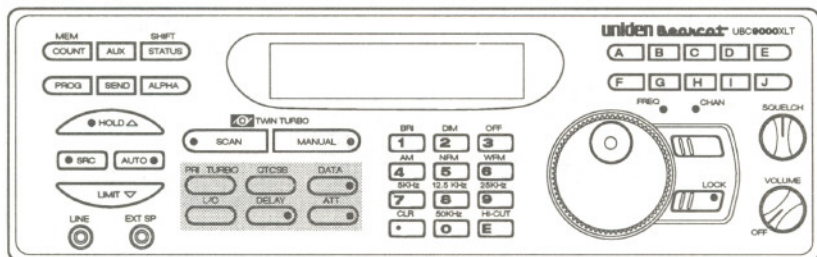 MEM SHIFT
COUNT AUX STATUS
PROG SEND ALPHA
HOLD △
SRC AUTO
LIMIT ▽
LINE EXT SP
TWIN TURBO
SCAN MANUAL
PRI TURBO CTCSS DATA
L/O DELAY ATT
BRI DIM OFF
1 2 3
AM NFM WFM
4 5 6
5KHz 12.5 KHz 25KHz
7 8 9
CLR 50KHz HI-CUT
. 0 E
uniden Bearcat UBC9000XLT
A B C D E
F G H I J
FREQ CHAN
SQUELCH
LOCK
VOLUME
OFF